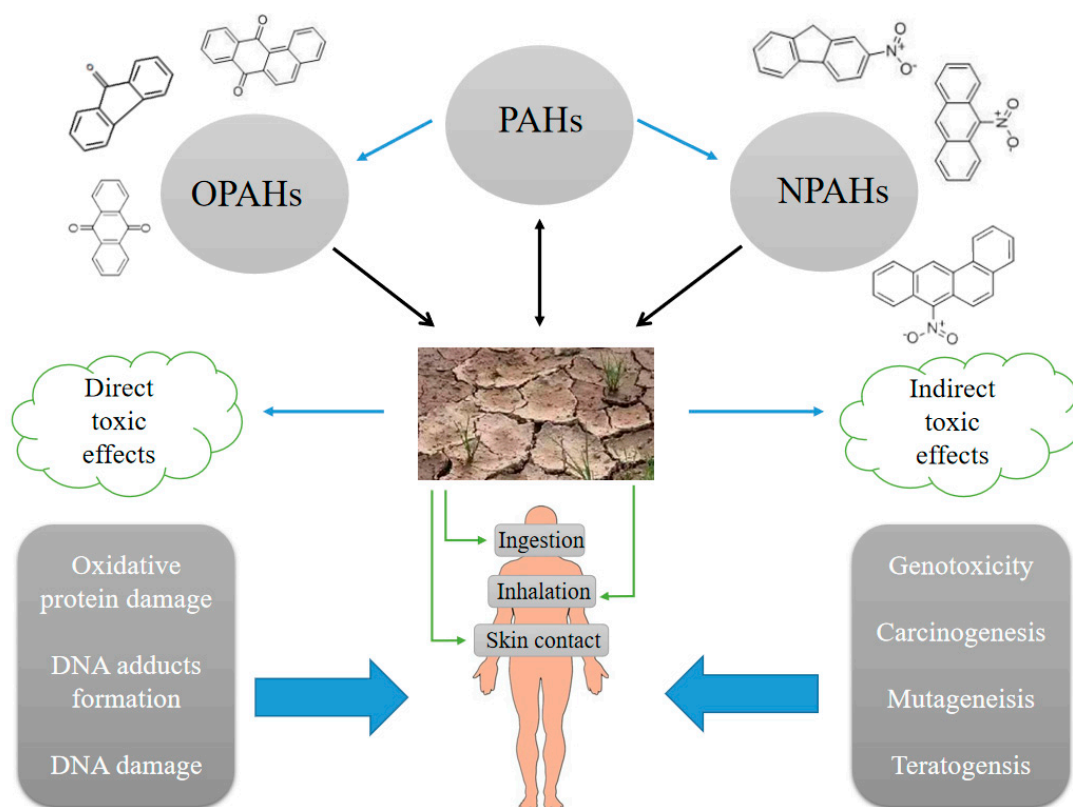 PAHs
OPAHs
NPAHs
O
O
O
O
O
N⁺
O
O⁻
N⁺
O
O⁻
⁻O
N⁺
O
Direct
toxic
effects
Indirect
toxic
effects
Ingestion
Inhalation
Skin contact
Oxidative
protein damage
DNA adducts
formation
DNA damage
Genotoxicity
Carcinogenesis
Mutageneisis
Teratogensis